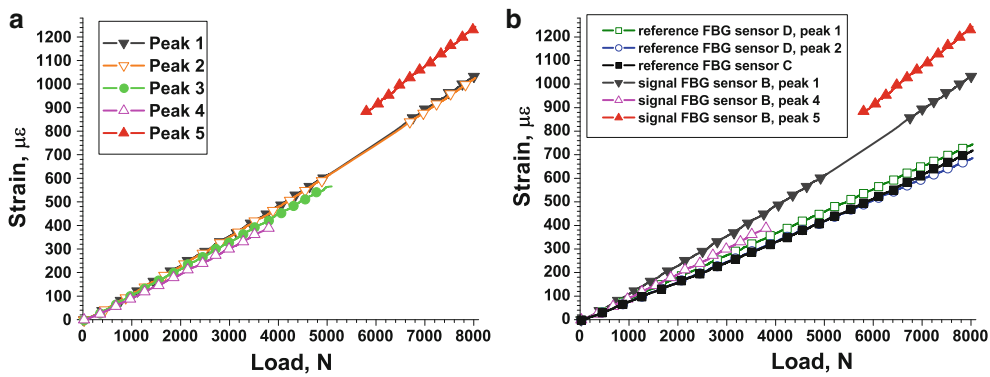 a
Strain, με
1200
1100
1000
900
800
700
600
500
400
300
200
100
0
Peak 1
Peak 2
Peak 3
Peak 4
Peak 5
0 1000 2000 3000 4000 5000 6000 7000 8000
Load, N
b
Strain, με
1200
1100
1000
900
800
700
600
500
400
300
200
100
0
reference FBG sensor D, peak 1
reference FBG sensor D, peak 2
reference FBG sensor C
signal FBG sensor B, peak 1
signal FBG sensor B, peak 4
signal FBG sensor B, peak 5
0 1000 2000 3000 4000 5000 6000 7000 8000
Load, N